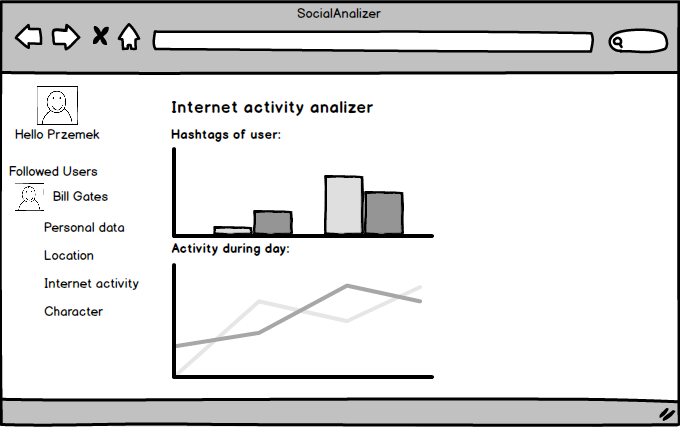 SocialAnalizer
Hello Przemek
Followed Users
Bill Gates
Personal data
Location
Internet activity
Character
Internet activity analizer
Hashtags of user:
Activity during day: